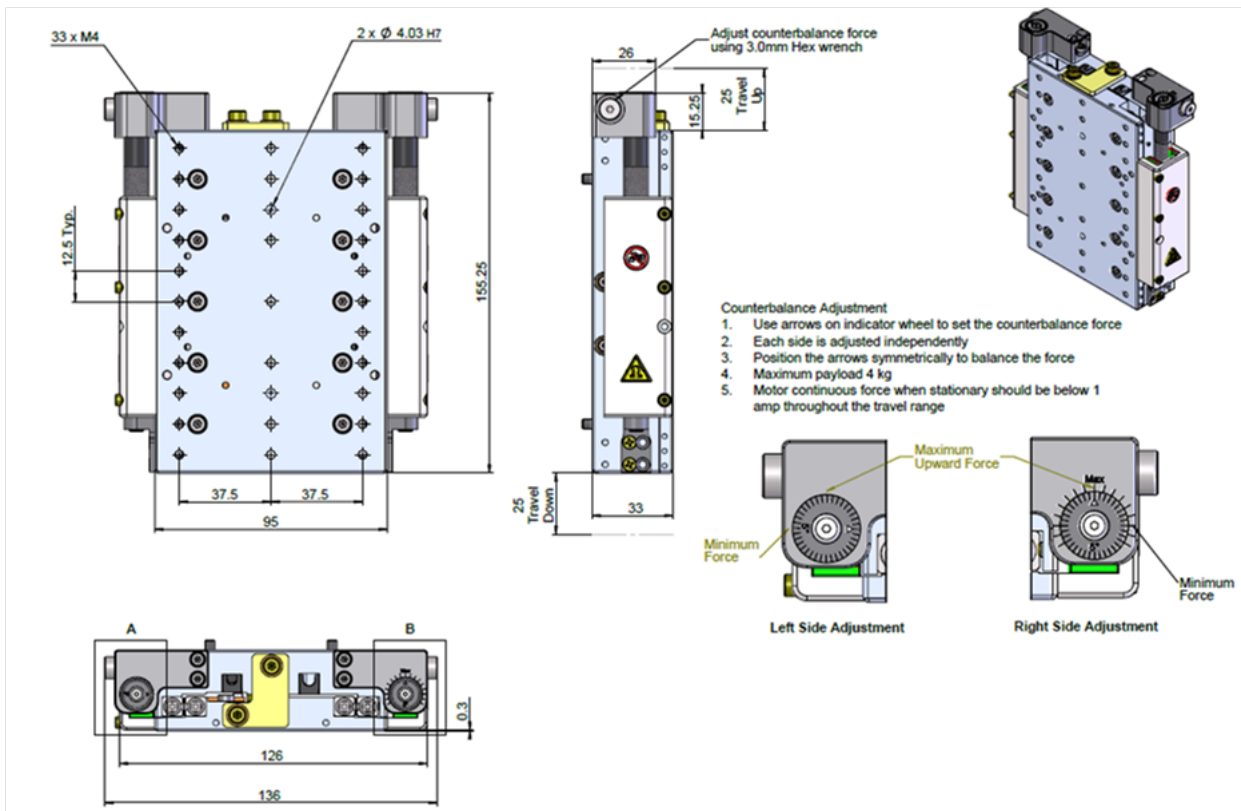 33 x M4
2 x Ø 4.03 H7
12.5 Typ.
155.25
37.5
37.5
95
26
Adjust counterbalance force
using 3.0mm Hex wrench
25
Travel
Up
15.25
25
Travel
Down
33
Counterbalance Adjustment
1. Use arrows on indicator wheel to set the counterbalance force
2. Each side is adjusted independently
3. Position the arrows symmetrically to balance the force
4. Maximum payload 4 kg
5. Motor continuous force when stationary should be below 1
amp throughout the travel range
Maximum
Upward Force
Max
Minimum
Force
Minimum
Force
Left Side Adjustment
Right Side Adjustment
A
B
Max
0.3
126
136